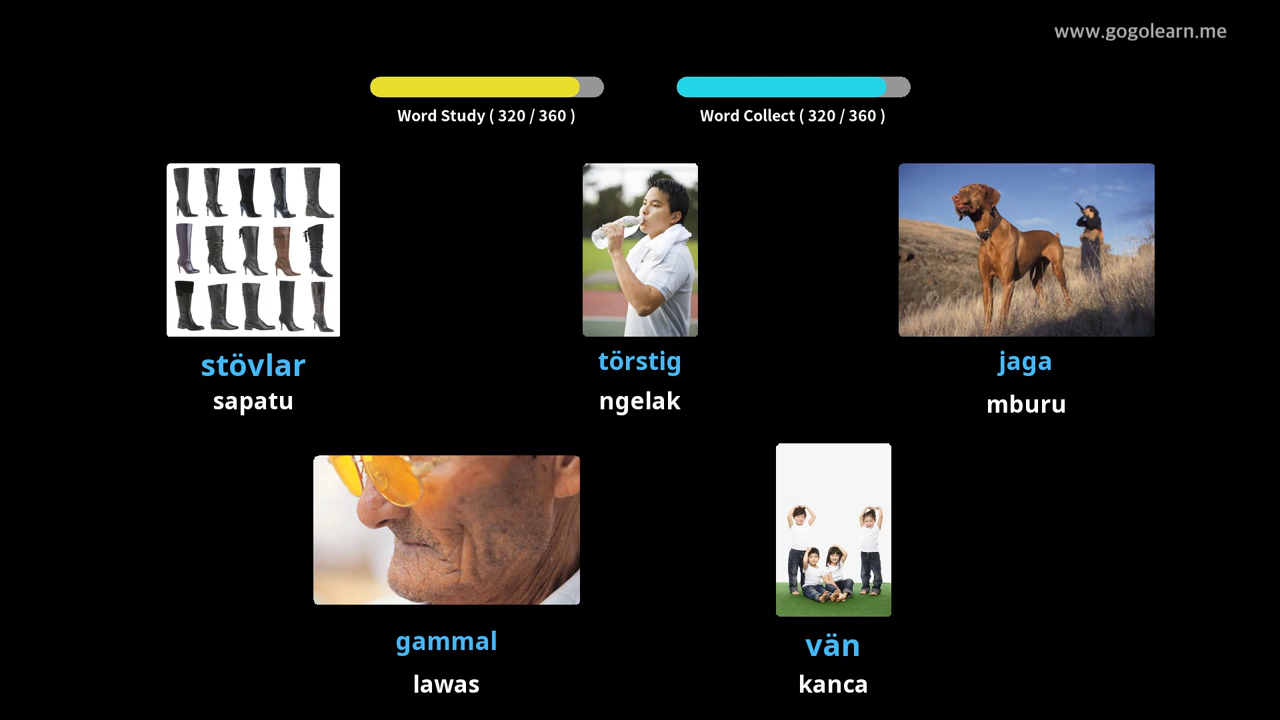 www.gogolearn.me
Word Study ( 320 / 360 )
Word Collect ( 320 / 360 )
stövlar
sapatu
törstig
ngelak
jaga
mburu
gammal
lawas
vän
kanca